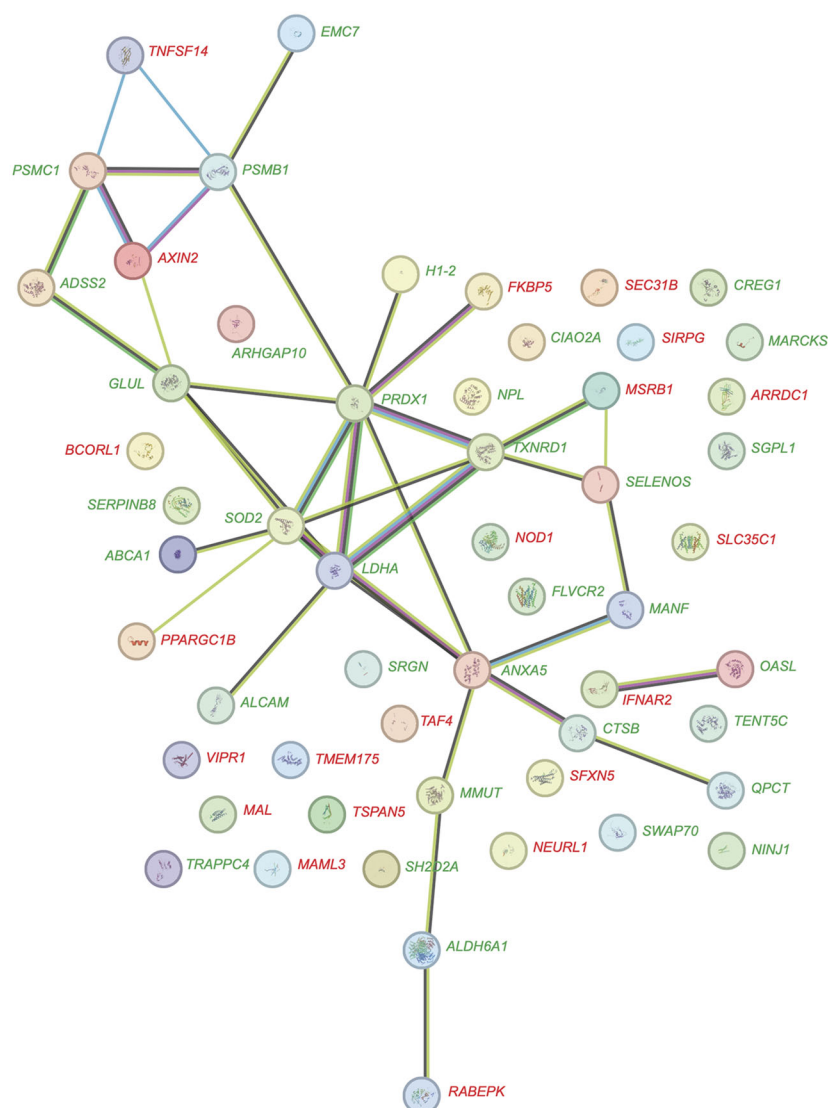 EMC7
TNFSF14
PSMC1
PSMB1
AXIN2
ADSS2
H1-2
FKBP5
SEC31B
CREG1
ARHGAP10
CIAO2A
SIRPG
MARCKS
GLUL
PRDX1
NPL
MSRB1
ARRDC1
BCORL1
TXNRD1
SGPL1
SELENOS
SERPINB8
SOD2
NOD1
SLC35C1
ABCA1
LDHA
FLVCR2
MANF
PPARGC1B
SRGN
ANXA5
OASL
IFNAR2
ALCAM
TAF4
CTSB
TENT5C
VIPR1
TMEM175
MMUT
SFXN5
QPCT
MAL
TSPAN5
SWAP70
NEURL1
NINJ1
TRAPPC4
MAML3
SH2D2A
ALDH6A1
RABEPK